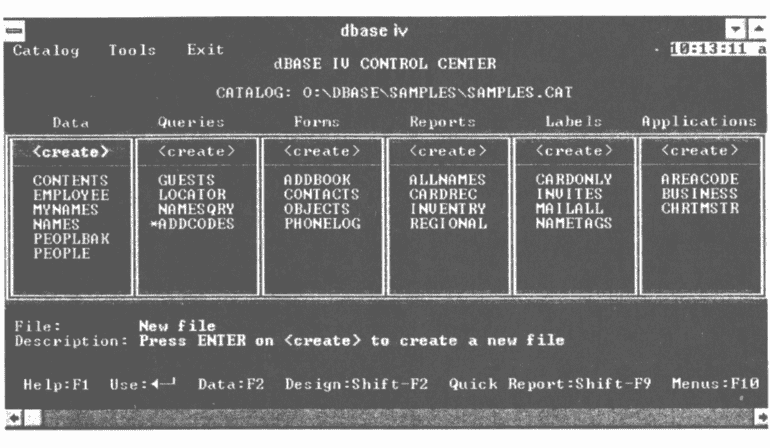 dbase iv
Catalog Tools Exit 10:13:11 a
dBASE IV CONTROL CENTER
CATALOG: O:\DBASE\SAMPLES\SAMPLES.CAT
Data Queries Forms Reports Labels Applications
<create> <create> <create> <create> <create> <create>
CONTENTS GUESTS ADDBOOK ALLNAMES CARDONLY AREACODE
EMPLOYEE LOCATOR CONTACTS CARDREC INVITES BUSINESS
MYNAMES NAMESQRY OBJECTS INVENTRY MAILALL CHRTMSTR
NAMES *ADDCODES PHONELOG REGIONAL NAMETAGS
PEOPLBAK
PEOPLE
File: New file
Description: Press ENTER on <create> to create a new file
Help:F1 Use:◄─┘ Data:F2 Design:Shift-F2 Quick Report:Shift-F9 Menus:F10